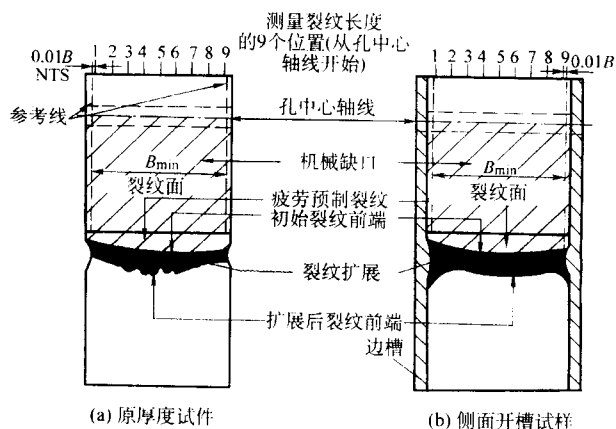 测量裂纹长度
的9个位置(从孔中心
轴线开始)
0.01B
NTS
1 2 3 4 5 6 7 8 9
1 2 3 4 5 6 7 8 9
0.01B
参考线
孔中心轴线
机械缺口
Bmin
裂纹面
Bmin
裂纹面
疲劳预制裂纹
初始裂纹前端
裂纹扩展
扩展后裂纹前端
边槽
(a) 原厚度试件
(b) 侧面开槽试样